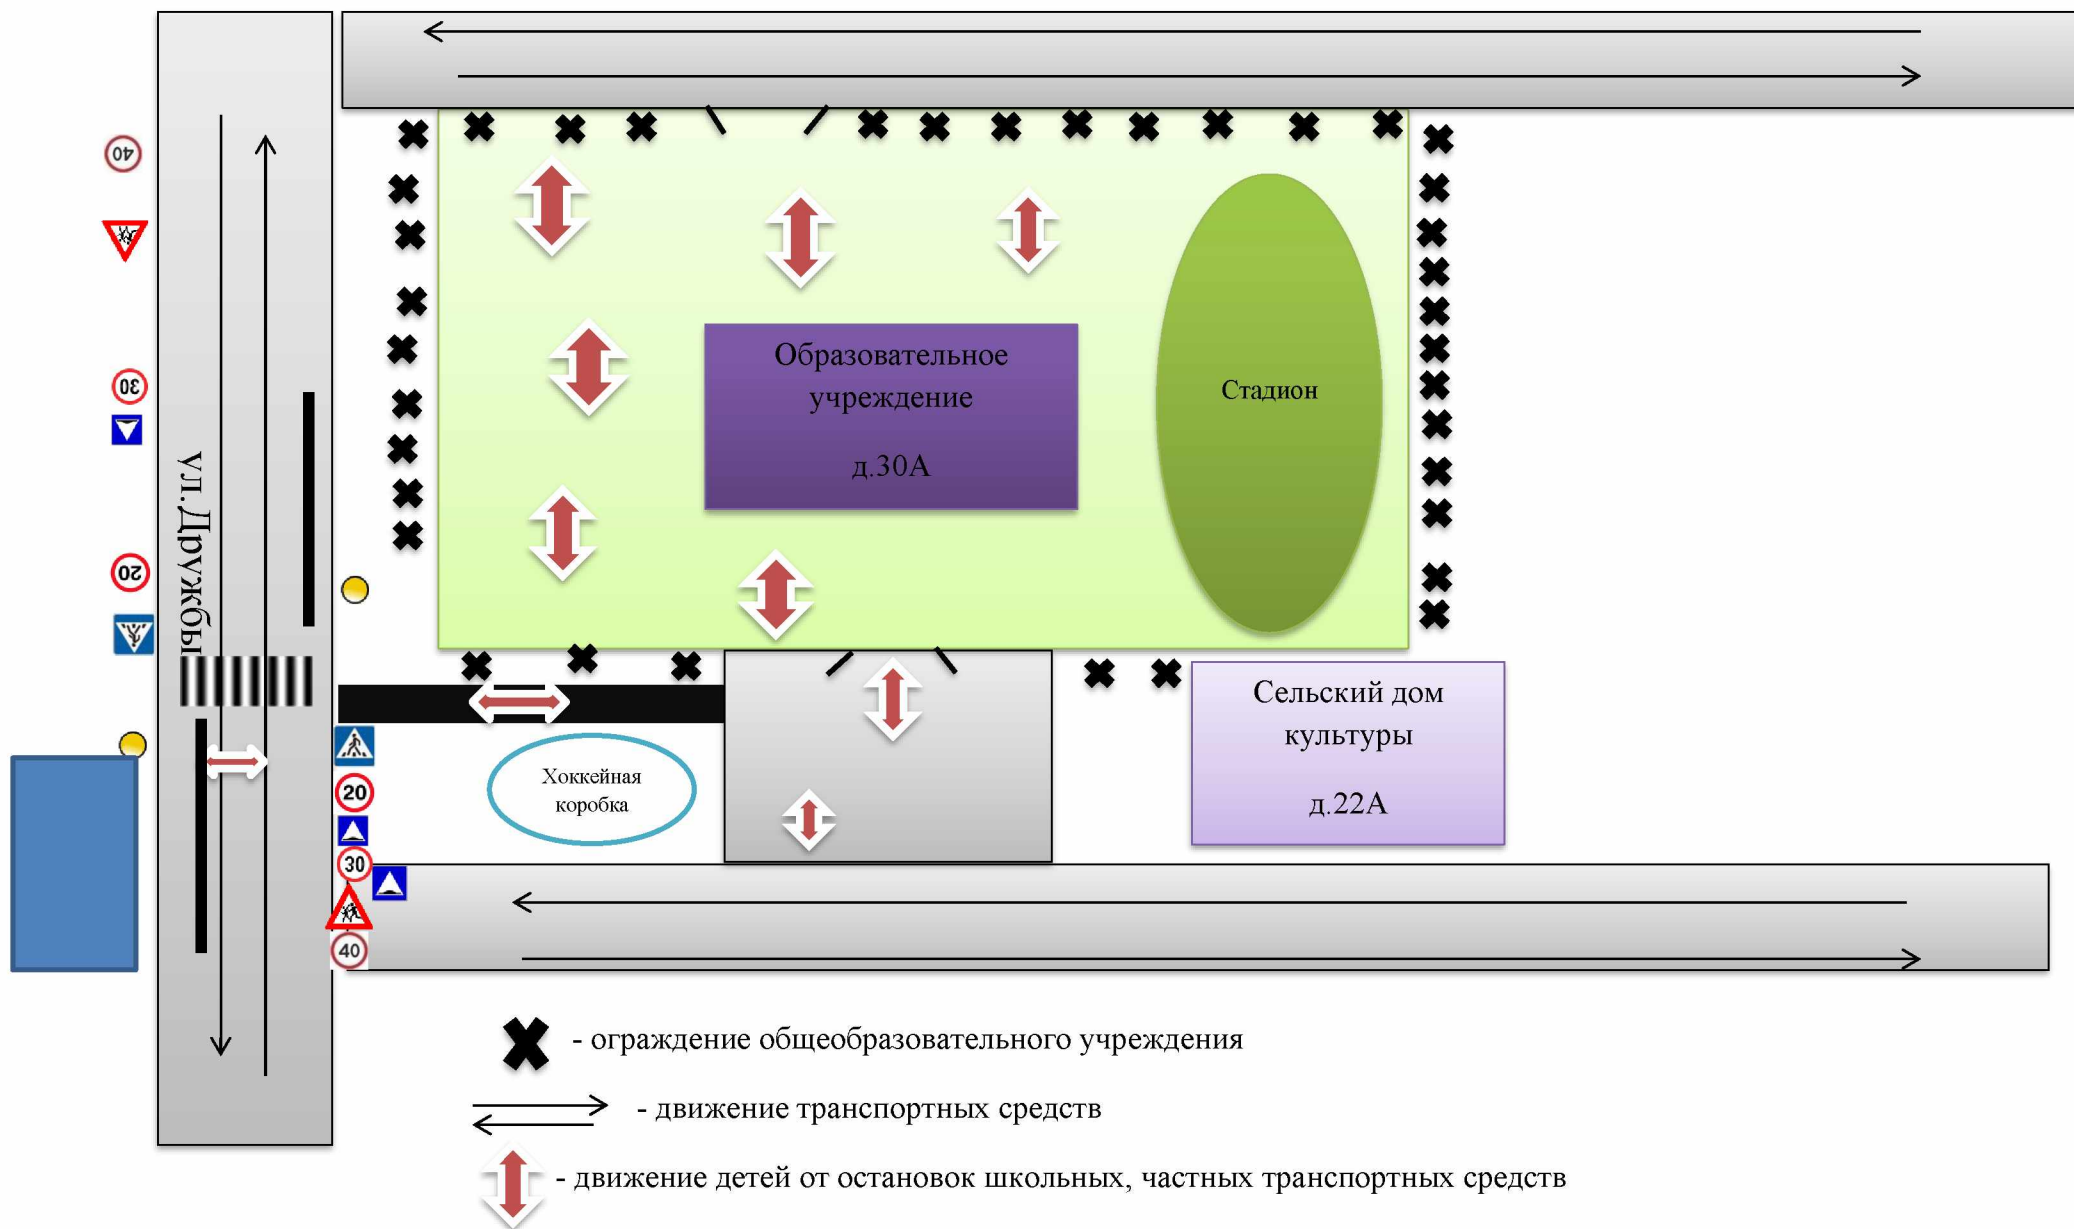 40
30
20
ул.Дружбы
Образовательное
учреждение
д.30А
Стадион
Сельский дом
культуры
д.22А
Хоккейная
коробка
20
30
40
- ограждение общеобразовательного учреждения
- движение транспортных средств
- движение детей от остановок школьных, частных транспортных средств